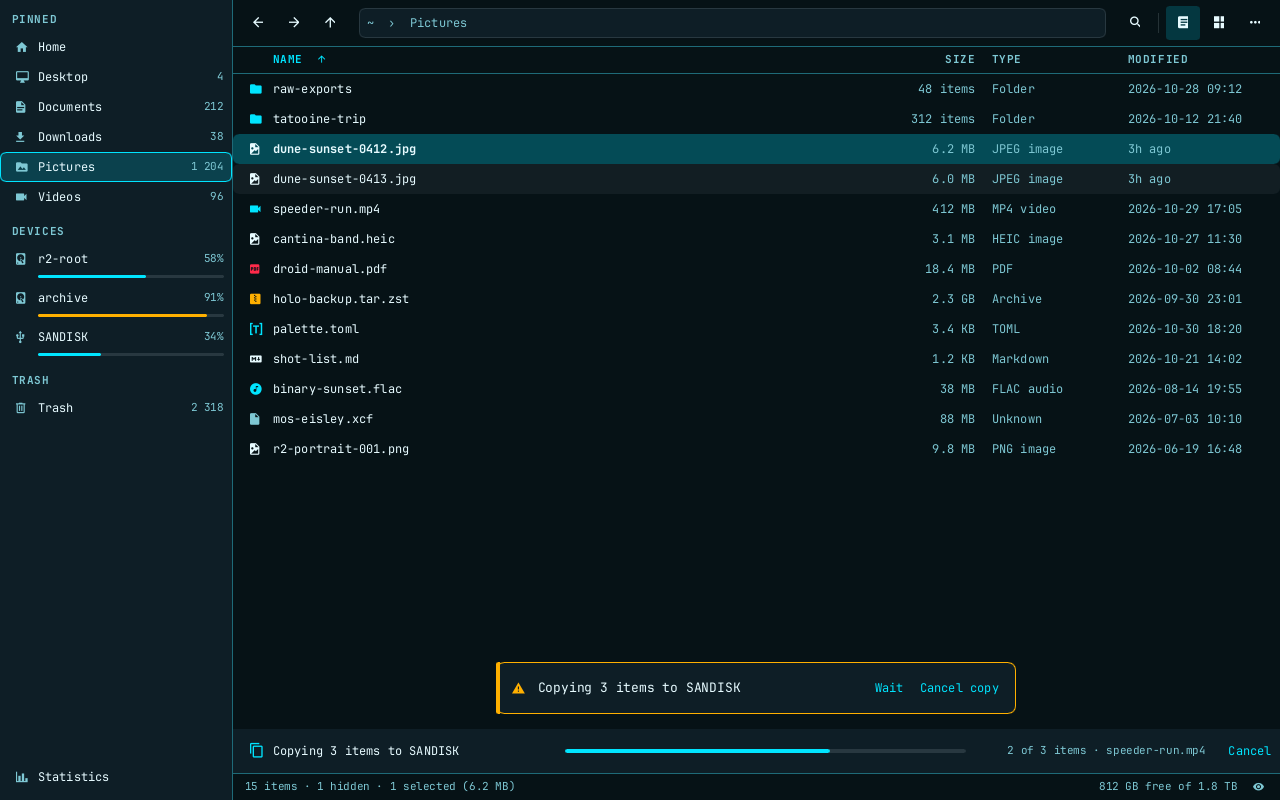 PINNED
Home
Desktop 4
Documents 212
Downloads 38
Pictures 1 204
Videos 96
DEVICES
r2-root 58%
archive 91%
SANDISK 34%
TRASH
Trash 2 318
Statistics
~ › Pictures
NAME SIZE TYPE MODIFIED
raw-exports 48 items Folder 2026-10-28 09:12
tatooine-trip 312 items Folder 2026-10-12 21:40
dune-sunset-0412.jpg 6.2 MB JPEG image 3h ago
dune-sunset-0413.jpg 6.0 MB JPEG image 3h ago
speeder-run.mp4 412 MB MP4 video 2026-10-29 17:05
cantina-band.heic 3.1 MB HEIC image 2026-10-27 11:30
droid-manual.pdf 18.4 MB PDF 2026-10-02 08:44
holo-backup.tar.zst 2.3 GB Archive 2026-09-30 23:01
palette.toml 3.4 KB TOML 2026-10-30 18:20
shot-list.md 1.2 KB Markdown 2026-10-21 14:02
binary-sunset.flac 38 MB FLAC audio 2026-08-14 19:55
mos-eisley.xcf 88 MB Unknown 2026-07-03 10:10
r2-portrait-001.png 9.8 MB PNG image 2026-06-19 16:48
Copying 3 items to SANDISK Wait Cancel copy
Copying 3 items to SANDISK 2 of 3 items · speeder-run.mp4 Cancel
15 items · 1 hidden · 1 selected (6.2 MB) 812 GB free of 1.8 TB